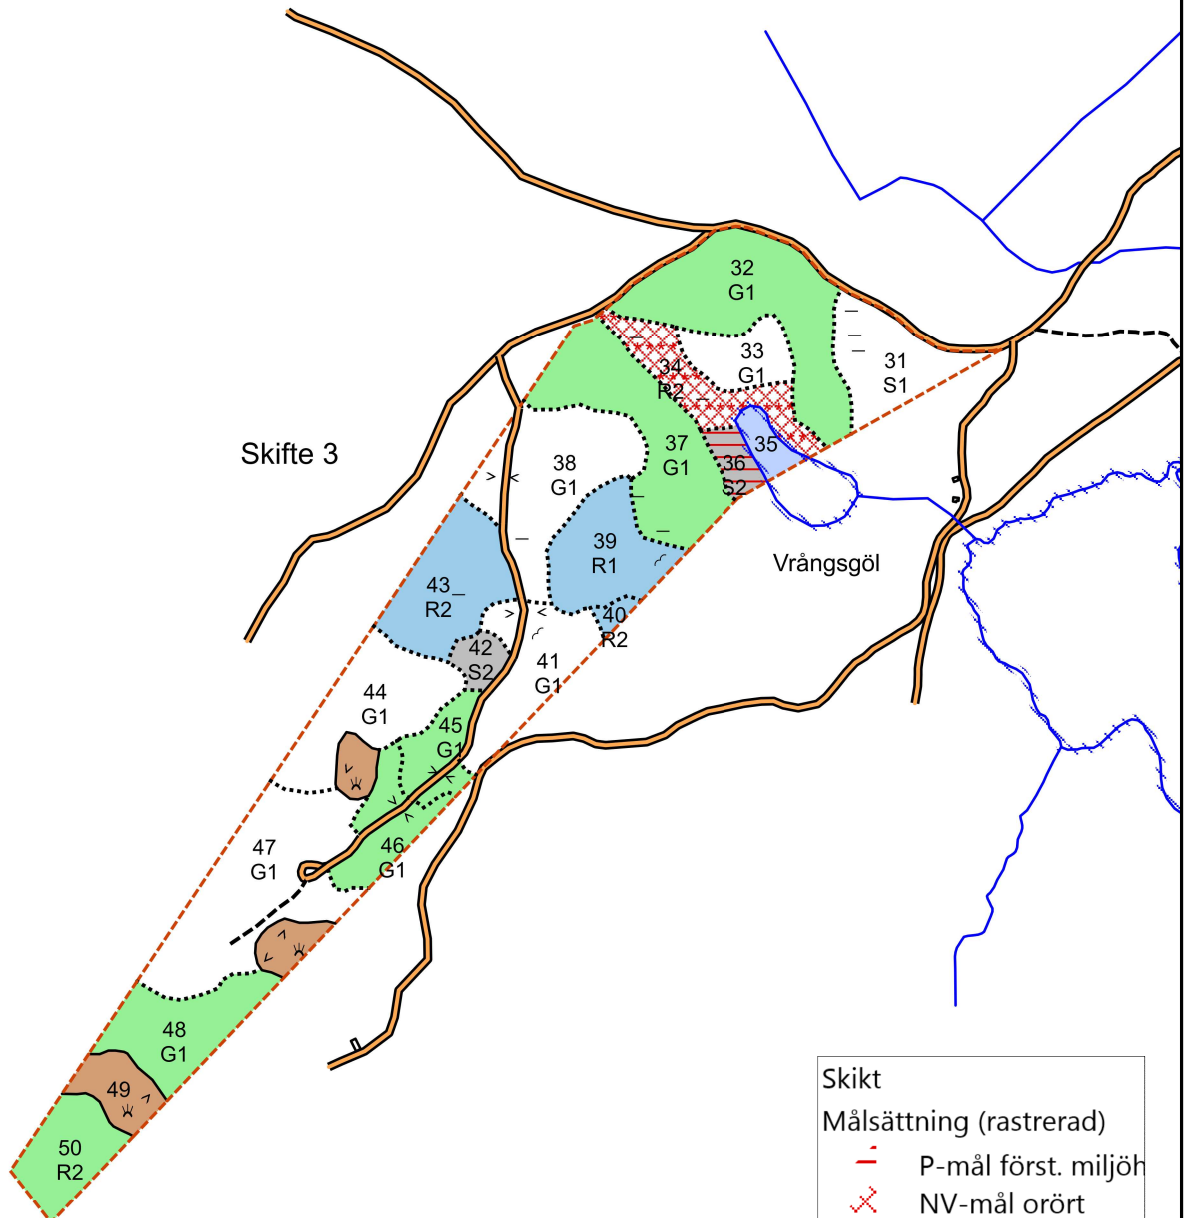 32
G1
33
G1
31
S1
34
R2
35
36
S2
37
G1
Skifte 3
38
G1
39
R1
Vrångsgöl
43
R2
40
R2
42
S2
41
G1
44
G1
45
G1
47
G1
46
G1
48
G1
49
50
R2
Skikt
Målsättning (rastrerad)
P-mål först. miljöh
NV-mål orört